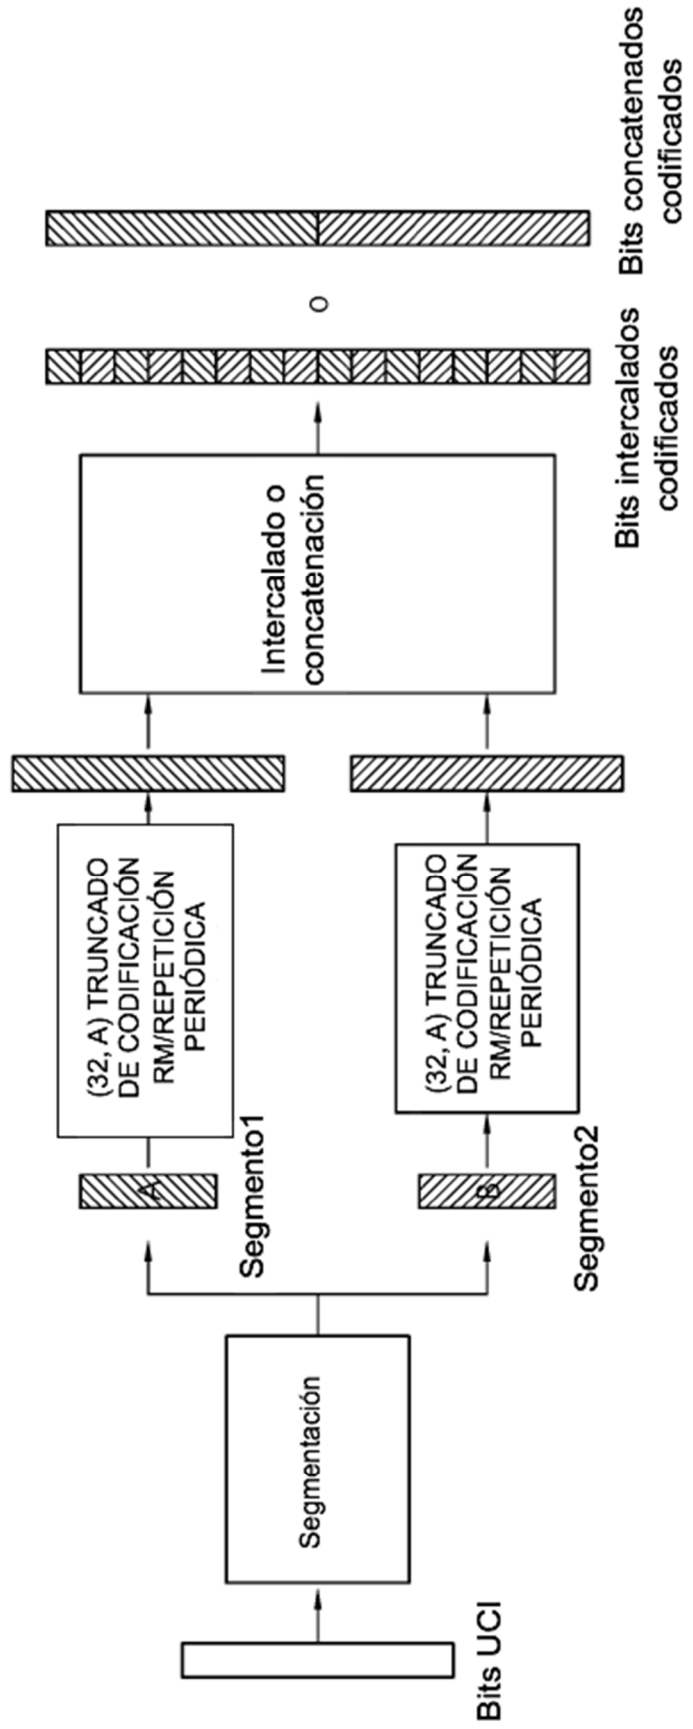 Bits UCI
Segmentación
A
Segmento1
B
Segmento2
(32, A) TRUNCADO
DE CODIFICACIÓN
RM/REPETICIÓN
PERIÓDICA
(32, A) TRUNCADO
DE CODIFICACIÓN
RM/REPETICIÓN
PERIÓDICA
Intercalado o
concatenación
Bits intercalados
codificados
o
Bits concatenados
codificados